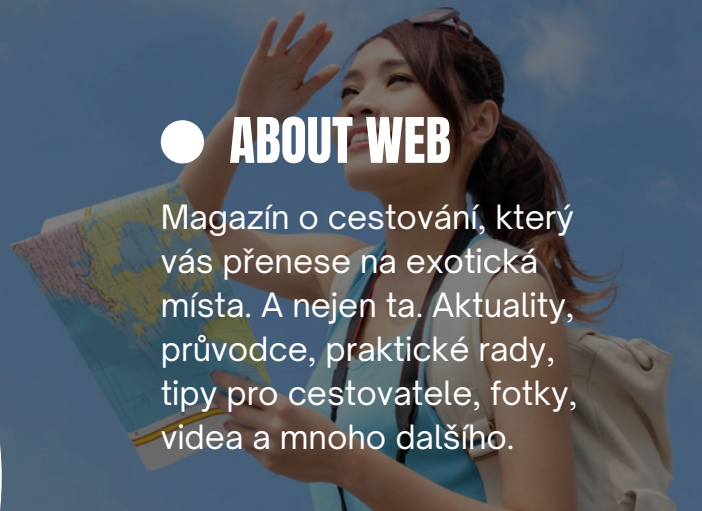 ABOUT WEB
Magazín o cestování, který
vás přenese na exotická
místa. A nejen ta. Aktuality,
průvodce, praktické rady,
tipy pro cestovatele, fotky,
videa a mnoho dalšího.